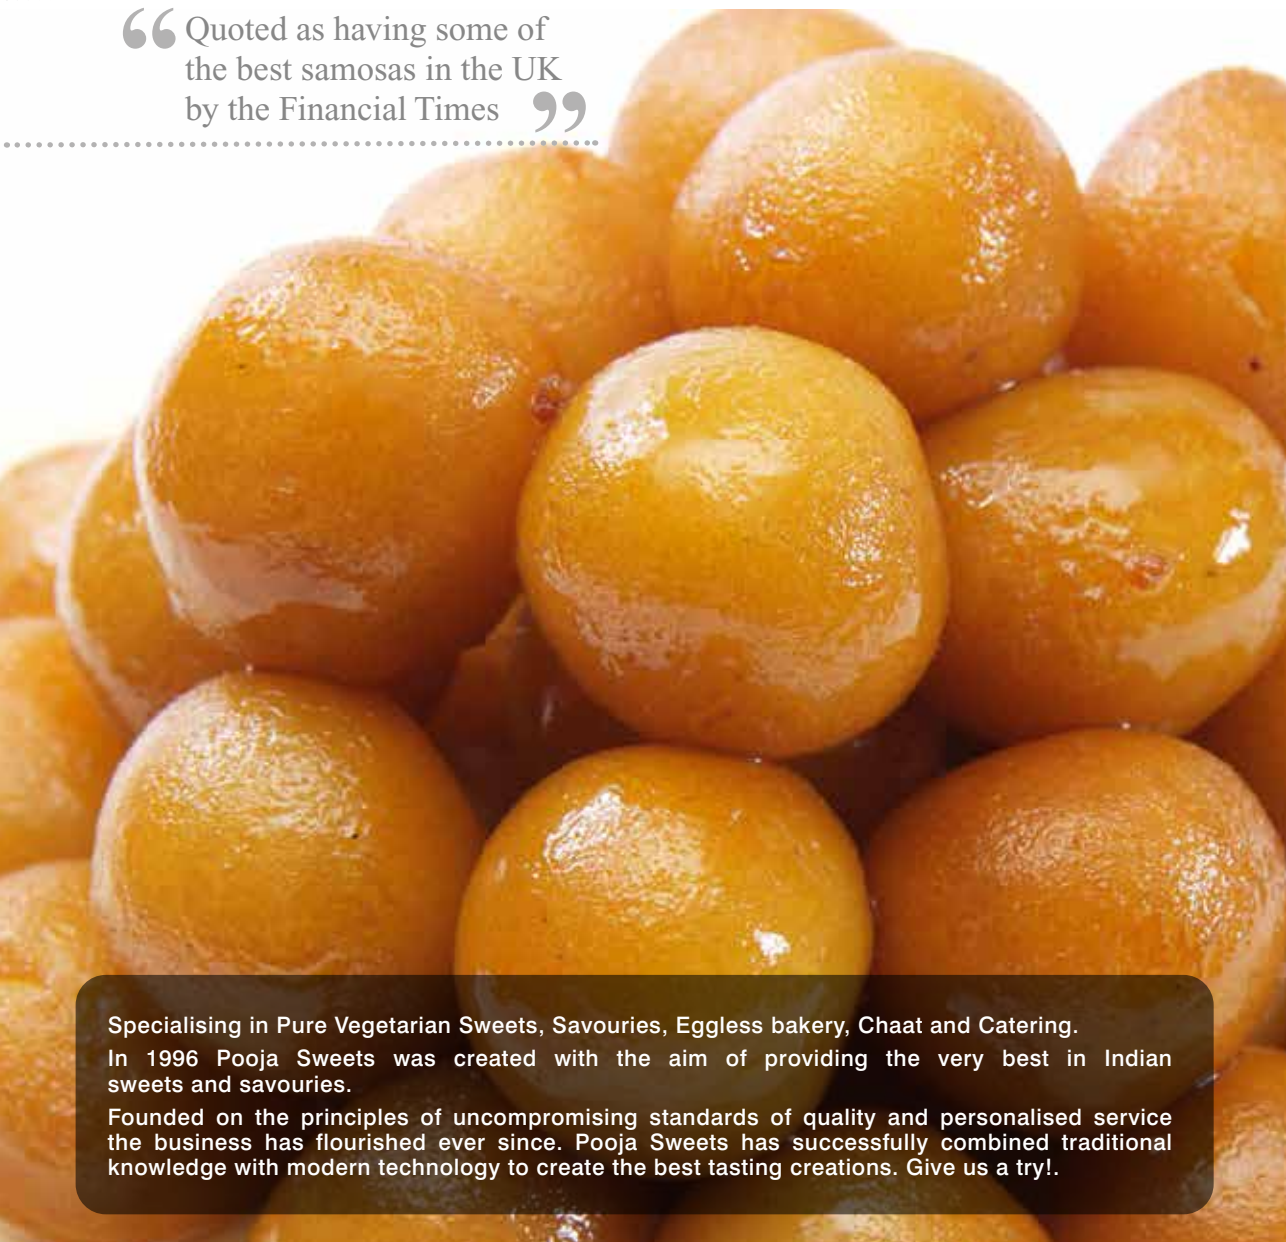 “ Quoted as having some of
the best samosas in the UK
by the Financial Times ”
Specialising in Pure Vegetarian Sweets, Savouries, Eggless bakery, Chaat and Catering.
In 1996 Pooja Sweets was created with the aim of providing the very best in Indian
sweets and savouries.
Founded on the principles of uncompromising standards of quality and personalised service
the business has flourished ever since. Pooja Sweets has successfully combined traditional
knowledge with modern technology to create the best tasting creations. Give us a try!.